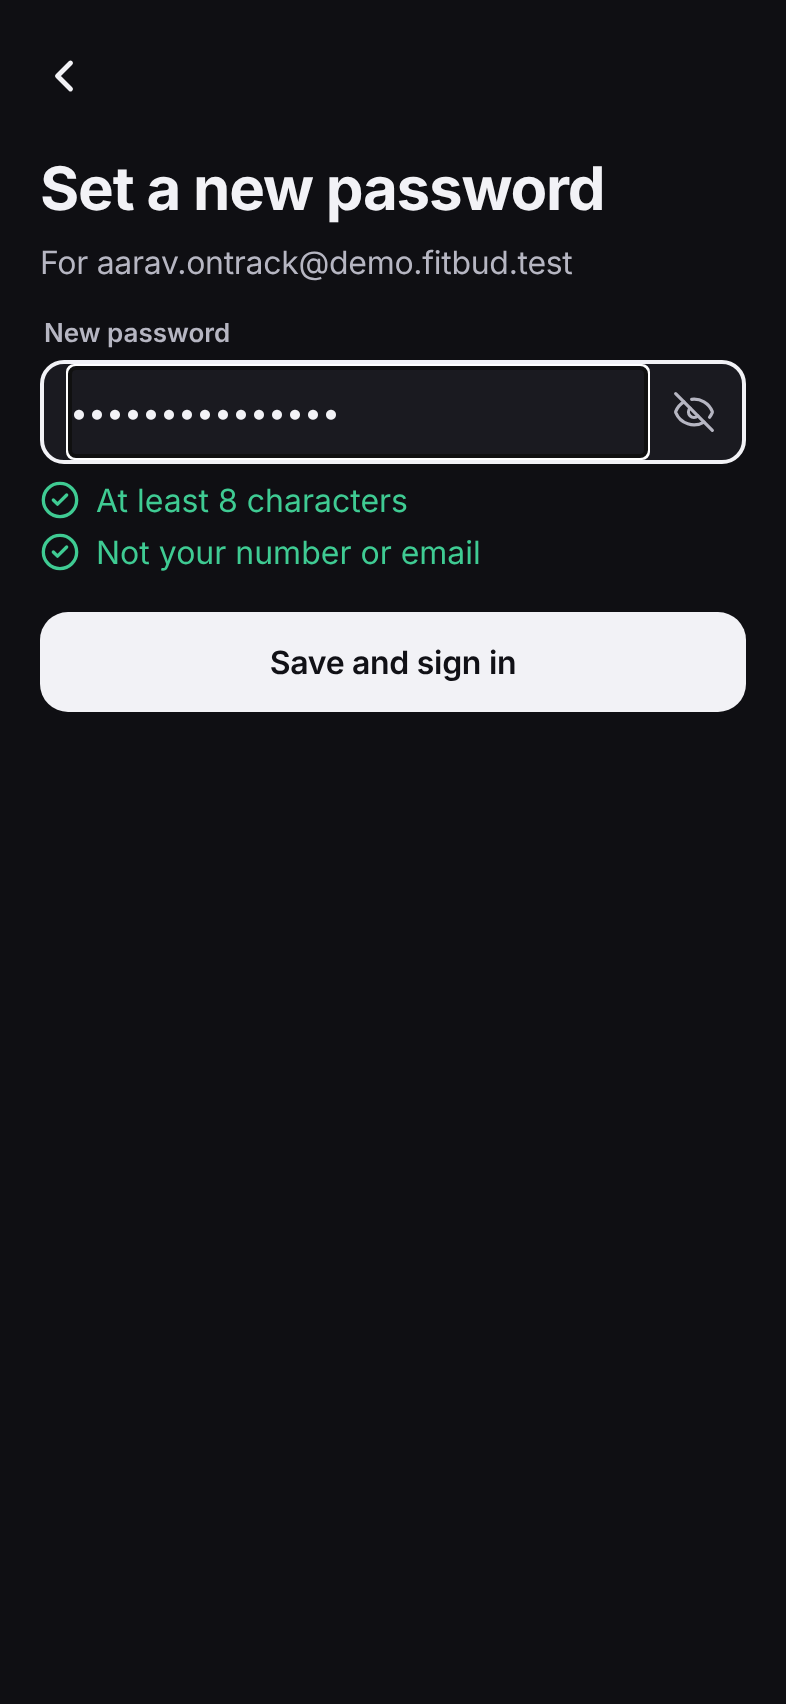 Set a new password
For aarav.ontrack@demo.fitbud.test
New password
•••••••••••••••
At least 8 characters
Not your number or email
Save and sign in